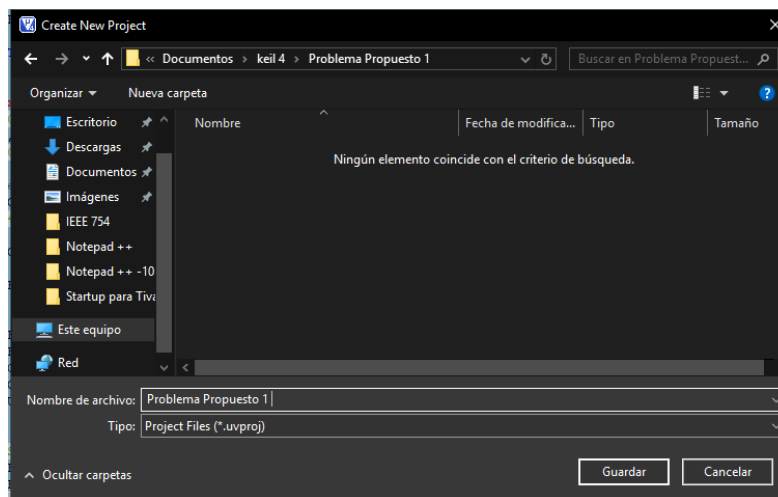 Create New Project
« Documentos › keil 4 › Problema Propuesto 1
Buscar en Problema Propuest...
Organizar
Nueva carpeta
Nombre
Fecha de modifica...
Tipo
Tamaño
Ningún elemento coincide con el criterio de búsqueda.
Escritorio
Descargas
Documentos
Imágenes
IEEE 754
Notepad ++
Notepad ++ -10
Startup para Tiva
Este equipo
Red
Nombre de archivo: Problema Propuesto 1
Tipo: Project Files (*.uvproj)
Ocultar carpetas
Guardar
Cancelar